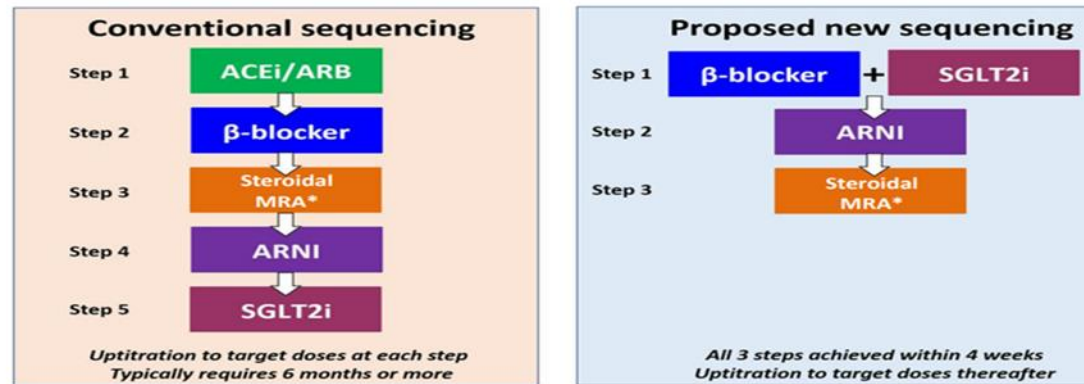 Conventional sequencing
Step 1
ACEi/ARB
Step 2
β-blocker
Step 3
Steroidal
MRA*
Step 4
ARNI
Step 5
SGLT2i
Uptitration to target doses at each step
Typically requires 6 months or more
Proposed new sequencing
Step 1
β-blocker + SGLT2i
Step 2
ARNI
Step 3
Steroidal
MRA*
All 3 steps achieved within 4 weeks
Uptitration to target doses thereafter